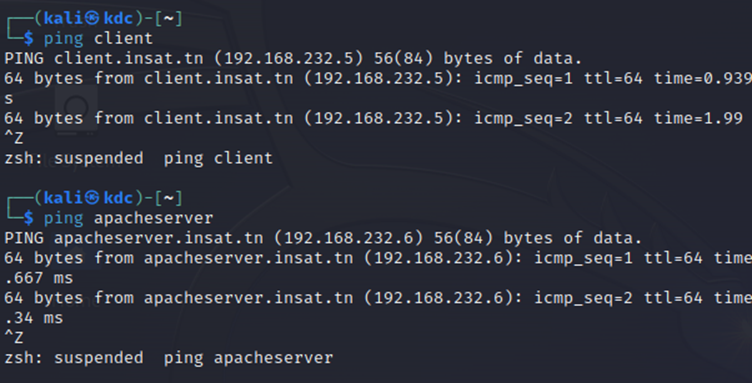 ┌──(kali㉿kdc)-[~]
└─$ ping client
PING client.insat.tn (192.168.232.5) 56(84) bytes of data.
64 bytes from client.insat.tn (192.168.232.5): icmp_seq=1 ttl=64 time=0.939
s
64 bytes from client.insat.tn (192.168.232.5): icmp_seq=2 ttl=64 time=1.99
^Z
zsh: suspended  ping client
┌──(kali㉿kdc)-[~]
└─$ ping apacheserver
PING apacheserver.insat.tn (192.168.232.6) 56(84) bytes of data.
64 bytes from apacheserver.insat.tn (192.168.232.6): icmp_seq=1 ttl=64 time
.667 ms
64 bytes from apacheserver.insat.tn (192.168.232.6): icmp_seq=2 ttl=64 time
.34 ms
^Z
zsh: suspended  ping apacheserver